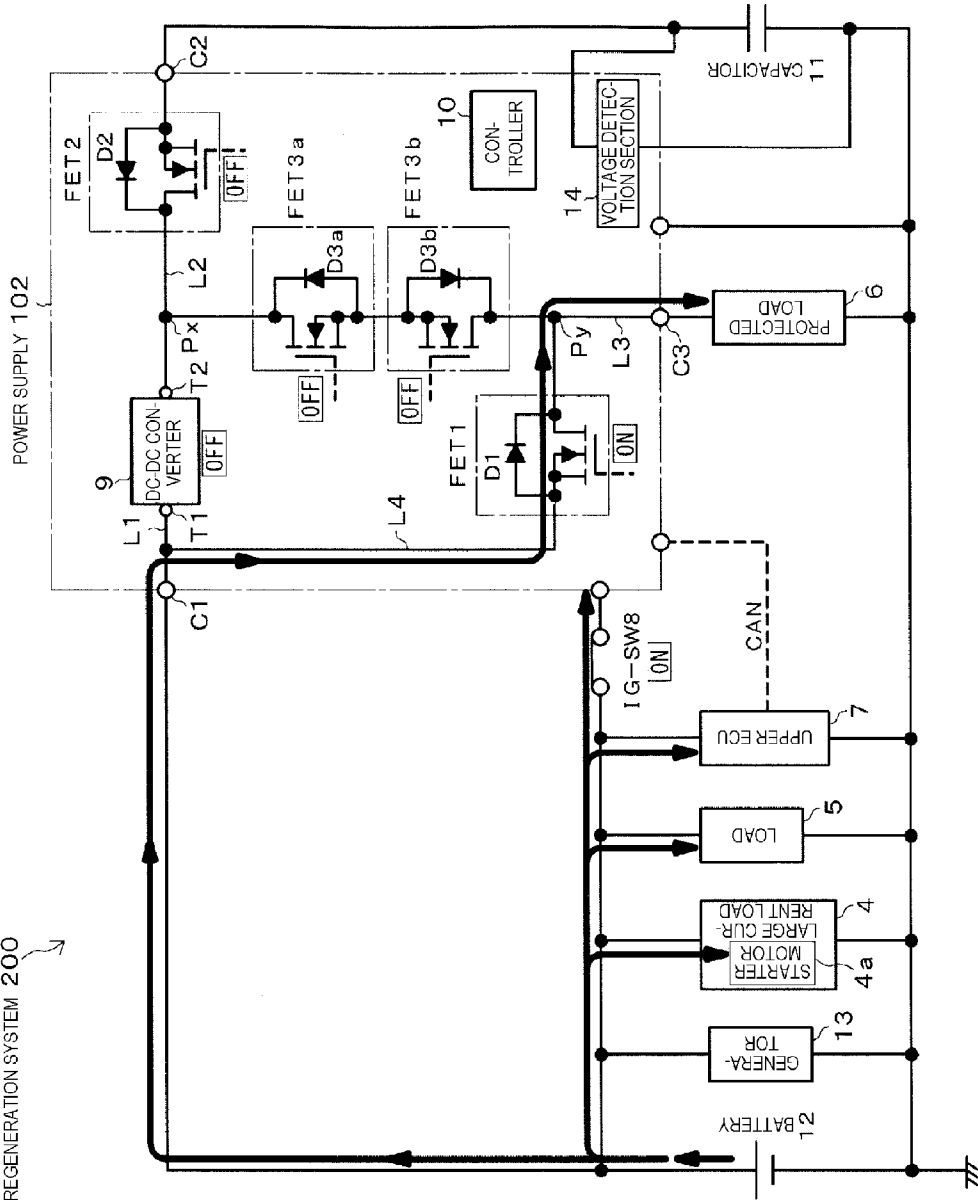 REGENERATION SYSTEM 200
POWER SUPPLY 102
C2
FET2
D2
OFF
L2
Px
T2
9
DC-DC CON-
VERTER
OFF
T1
L1
C1
FET3a
D3a
OFF
FET3b
D3b
OFF
10
CON-
TROLLER
14
VOLTAGE DETEC-
TION SECTION
CAPACITOR
11
FET1
D1
ON
L4
Py
L3
C3
PROTECTED
LOAD
6
IG-SW8
ON
CAN
UPPER ECU
7
LOAD
5
LARGE CUR-
RENT LOAD
STARTER
MOTOR
4
4a
GENERA-
TOR
13
BATTERY
12